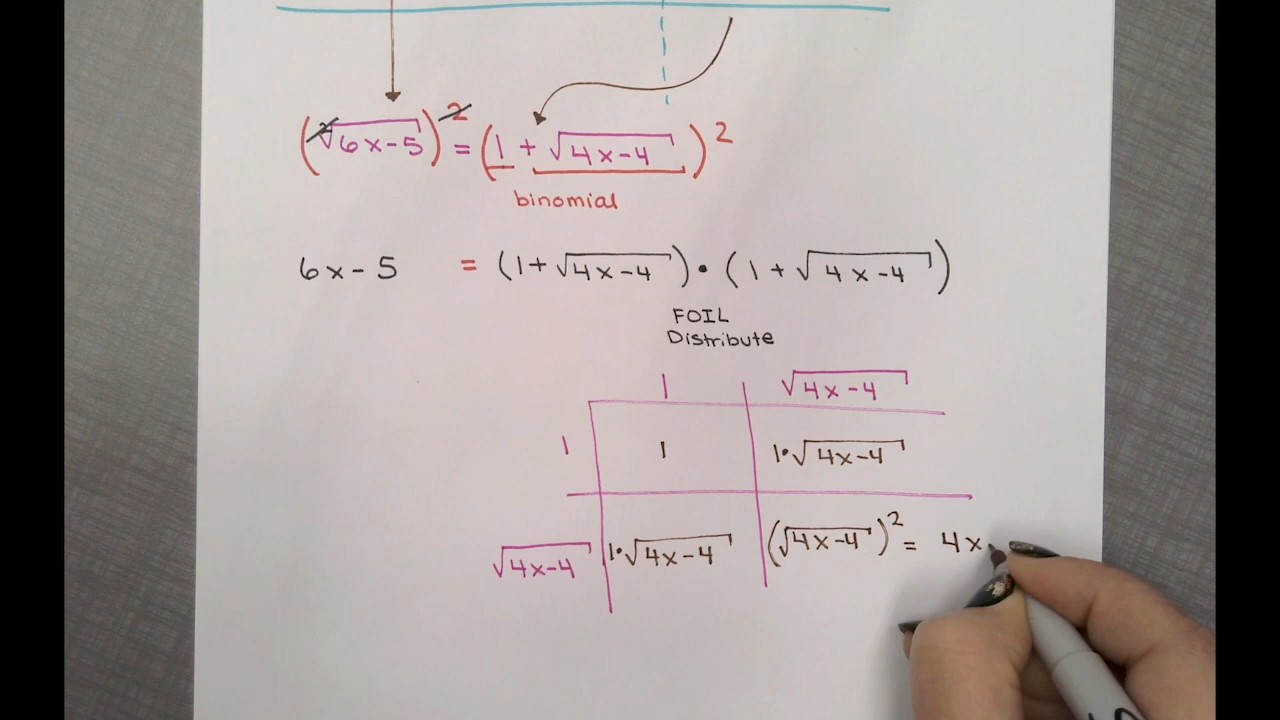 (²√6x-5)² = (1 + √4x-4)²
binomial
6x-5 = (1+√4x-4)•(1+√4x-4)
FOIL
Distribute
1 √4x-4
1 1 1•√4x-4
√4x-4 1•√4x-4 (√4x-4)² = 4x